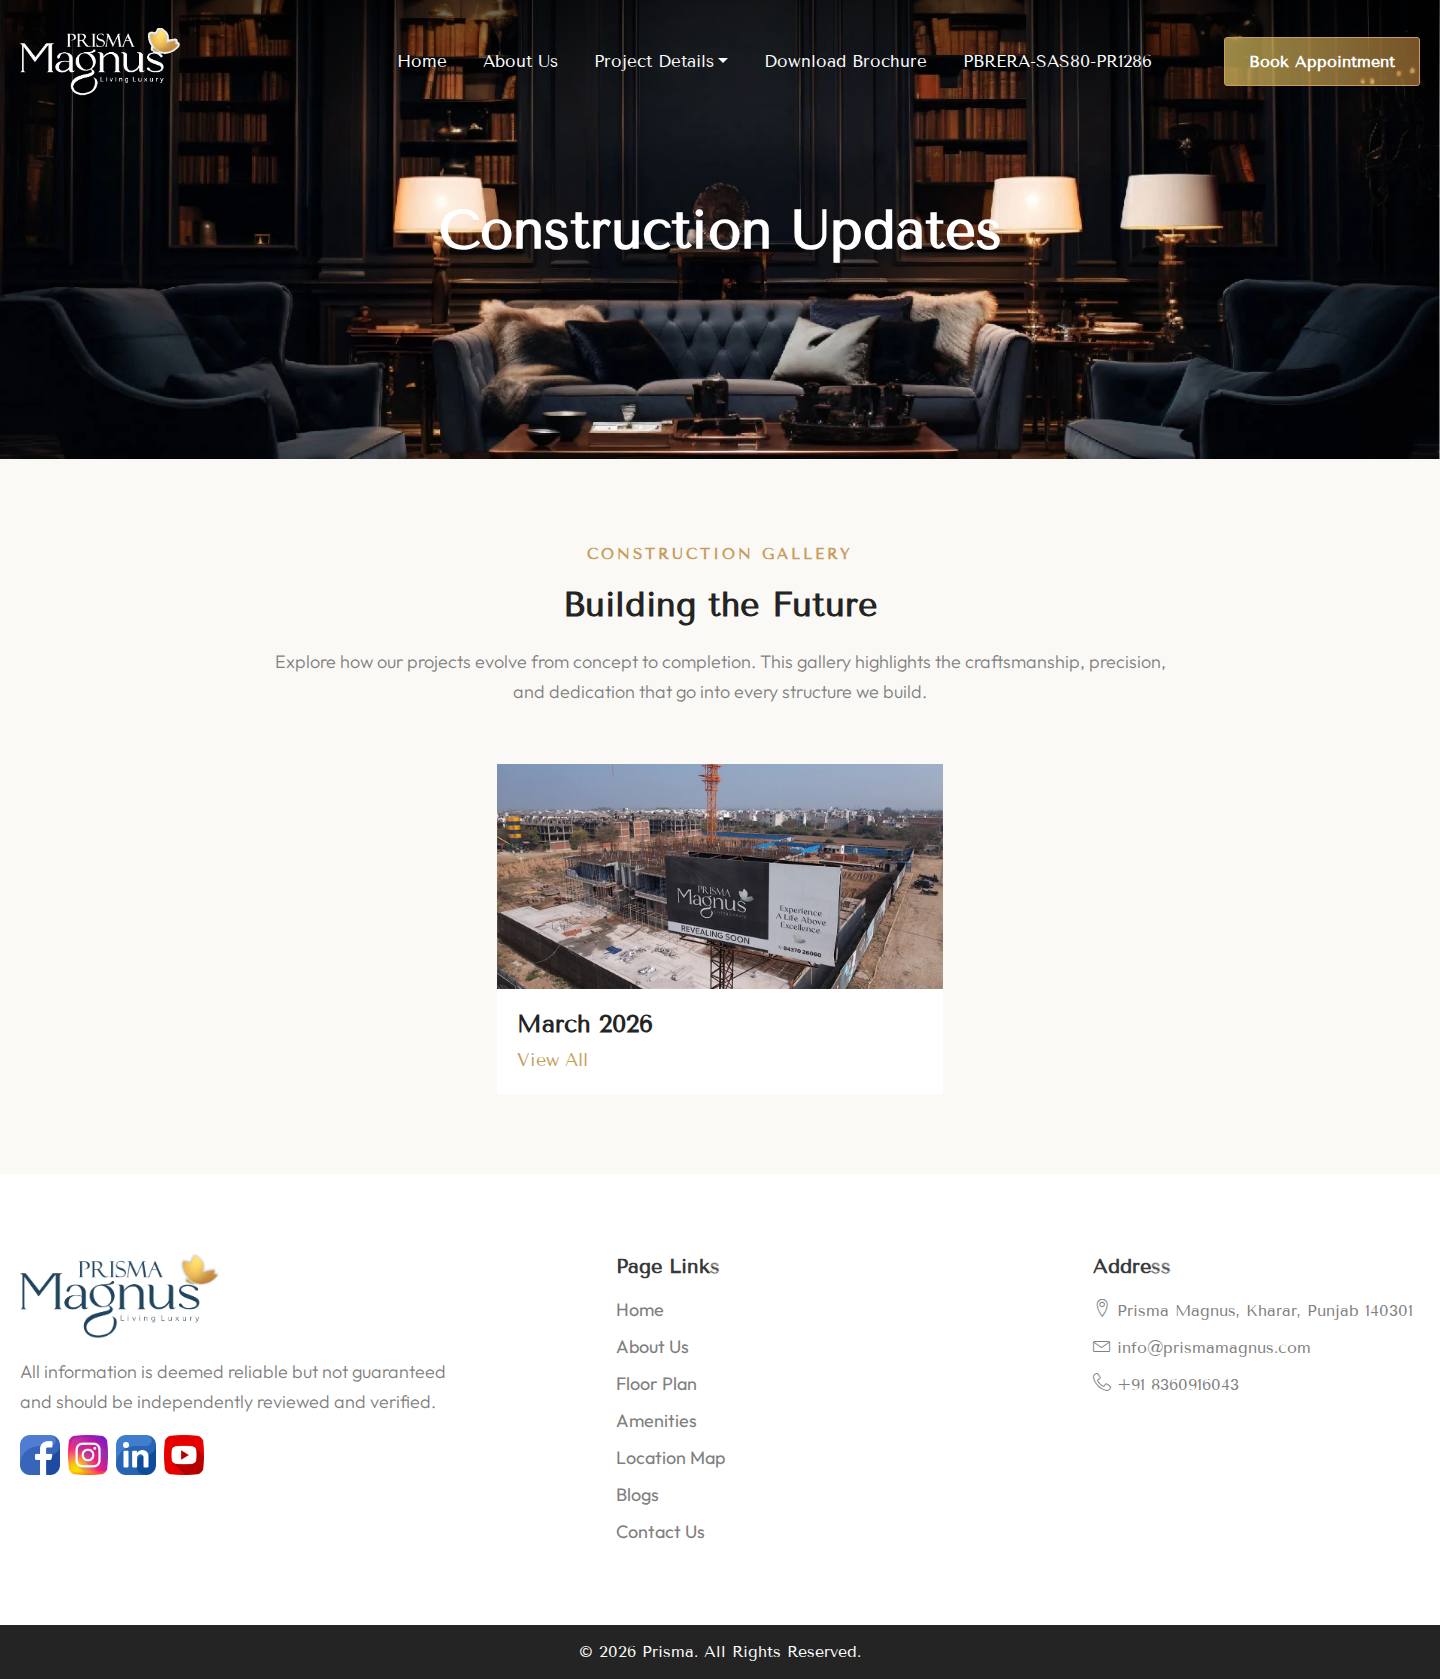 PRISMA
Magnus
Living Luxury
Home
About Us
Project Details
Download Brochure
PBRERA-SAS80-PR1286
Book Appointment
Construction Updates
CONSTRUCTION GALLERY
Building the Future
Explore how our projects evolve from concept to completion. This gallery highlights the craftsmanship, precision,
and dedication that go into every structure we build.
PRISMA
Magnus
Living Luxury
REVEALING SOON
Experience
A Life Above
Excellence
84370 26060
March 2026
View All
PRISMA
Magnus
Living Luxury
All information is deemed reliable but not guaranteed
and should be independently reviewed and verified.
Page Links
Home
About Us
Floor Plan
Amenities
Location Map
Blogs
Contact Us
Address
Prisma Magnus, Kharar, Punjab 140301
info@prismamagnus.com
+91 8360916043
© 2026 Prisma. All Rights Reserved.